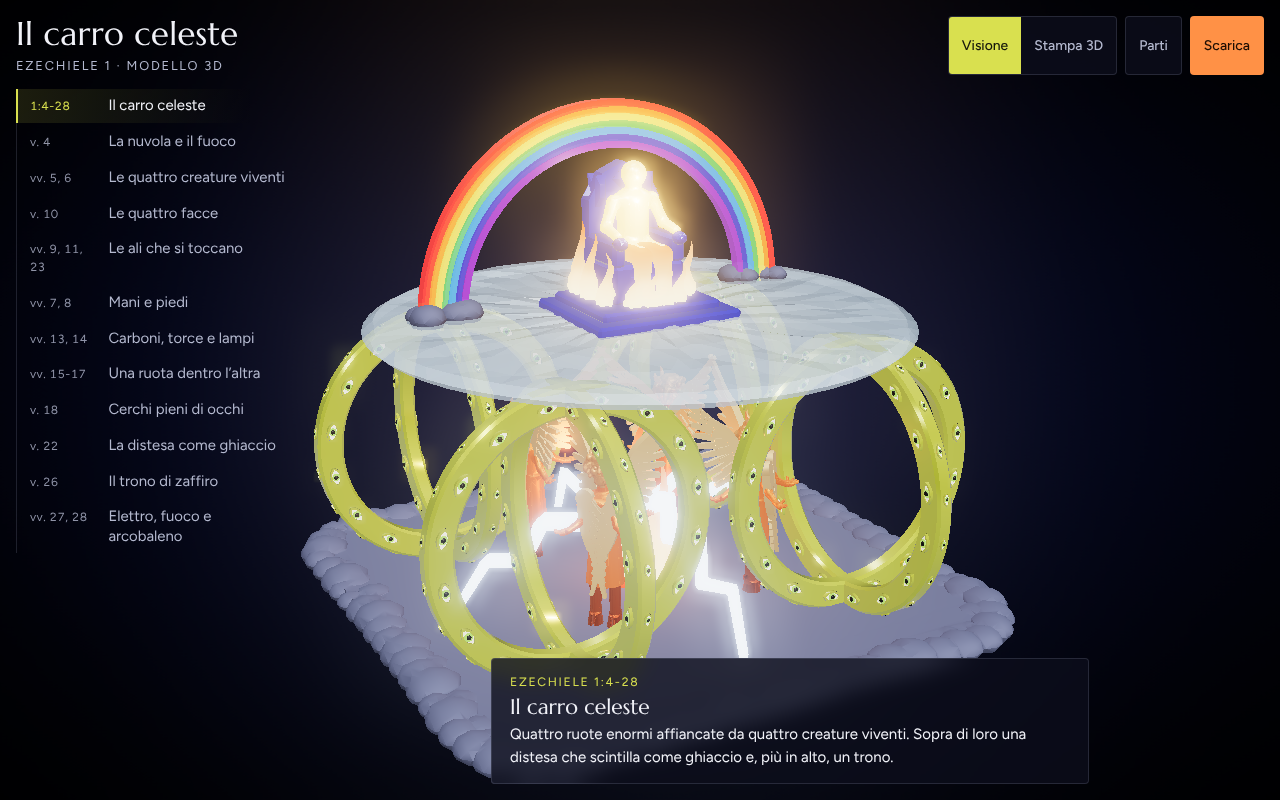 Il carro celeste
EZECHIELE 1 · MODELLO 3D
Visione
Stampa 3D
Parti
Scarica
1:4-28 Il carro celeste
v. 4 La nuvola e il fuoco
vv. 5, 6 Le quattro creature viventi
v. 10 Le quattro facce
vv. 9, 11, 23 Le ali che si toccano
vv. 7, 8 Mani e piedi
vv. 13, 14 Carboni, torce e lampi
vv. 15-17 Una ruota dentro l’altra
v. 18 Cerchi pieni di occhi
v. 22 La distesa come ghiaccio
v. 26 Il trono di zaffiro
vv. 27, 28 Elettro, fuoco e
arcobaleno
EZECHIELE 1:4-28
Il carro celeste
Quattro ruote enormi affiancate da quattro creature viventi. Sopra di loro una
distesa che scintilla come ghiaccio e, più in alto, un trono.